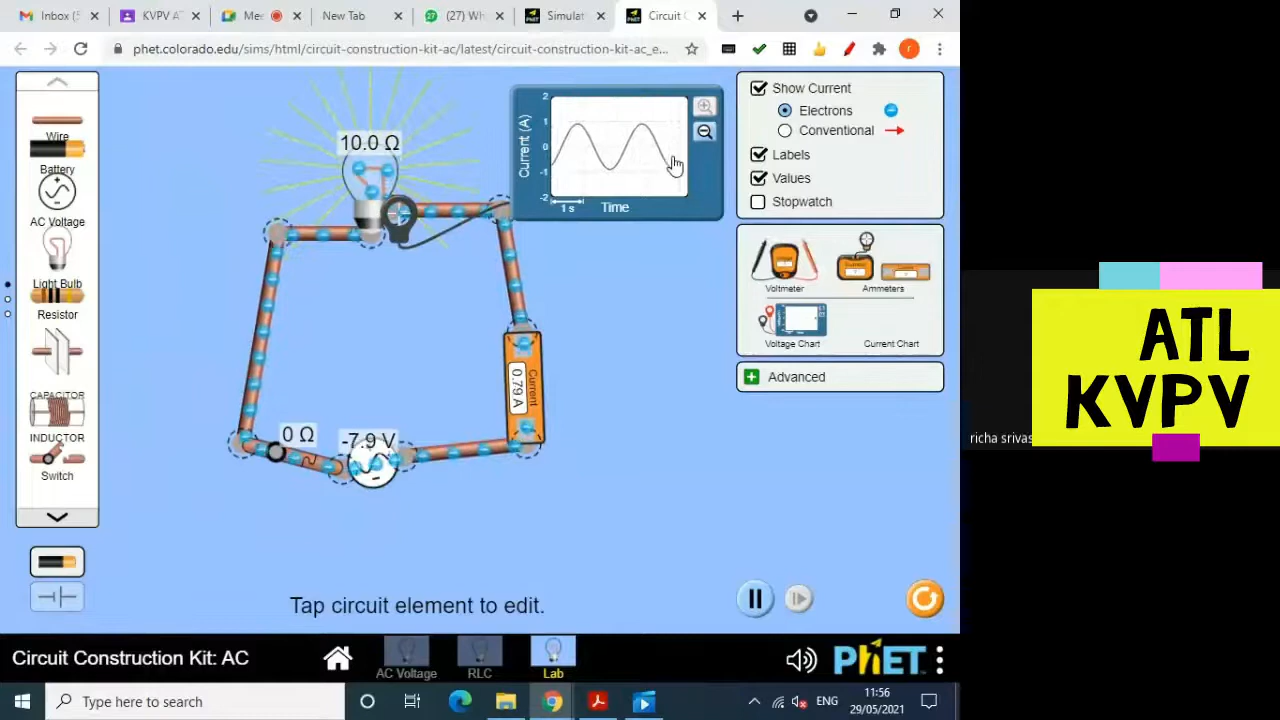 Inbox (5
KVPV AT
Mee
New Tab
(27) Wh
Simulat
Circuit C
phet.colorado.edu/sims/html/circuit-construction-kit-ac/latest/circuit-construction-kit-ac_e...
r
Wire
Battery
AC Voltage
Light Bulb
Resistor
CAPACITOR
INDUCTOR
Switch
10.0 Ω
0 Ω
-7.9 V
Current
0.79 A
Current (A)
2
1
0
-1
-2
1 s
Time
Show Current
Electrons
Conventional
Labels
Values
Stopwatch
Voltmeter
Ammeters
Voltage Chart
Current Chart
Advanced
Tap circuit element to edit.
Circuit Construction Kit: AC
AC Voltage
RLC
Lab
PhET
Type here to search
ENG
11:56
29/05/2021
ATL
KVPV
richa srivas